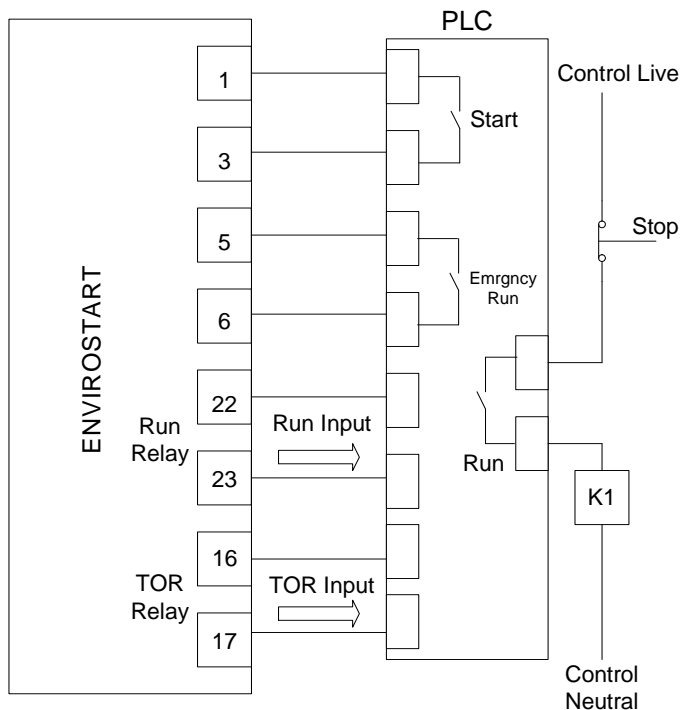 PLC
Control Live
1
Start
3
Stop
5
Emrgncy
Run
6
ENVIROSTART
22
Run
Relay
Run Input
23
Run
K1
16
TOR
Relay
TOR Input
17
Control
Neutral